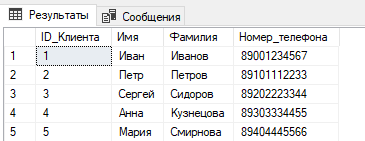 Результаты Сообщения
ID_Клиента Имя Фамилия Номер_телефона
1 1 Иван Иванов 89001234567
2 2 Петр Петров 89101112233
3 3 Сергей Сидоров 89202223344
4 4 Анна Кузнецова 89303334455
5 5 Мария Смирнова 89404445566